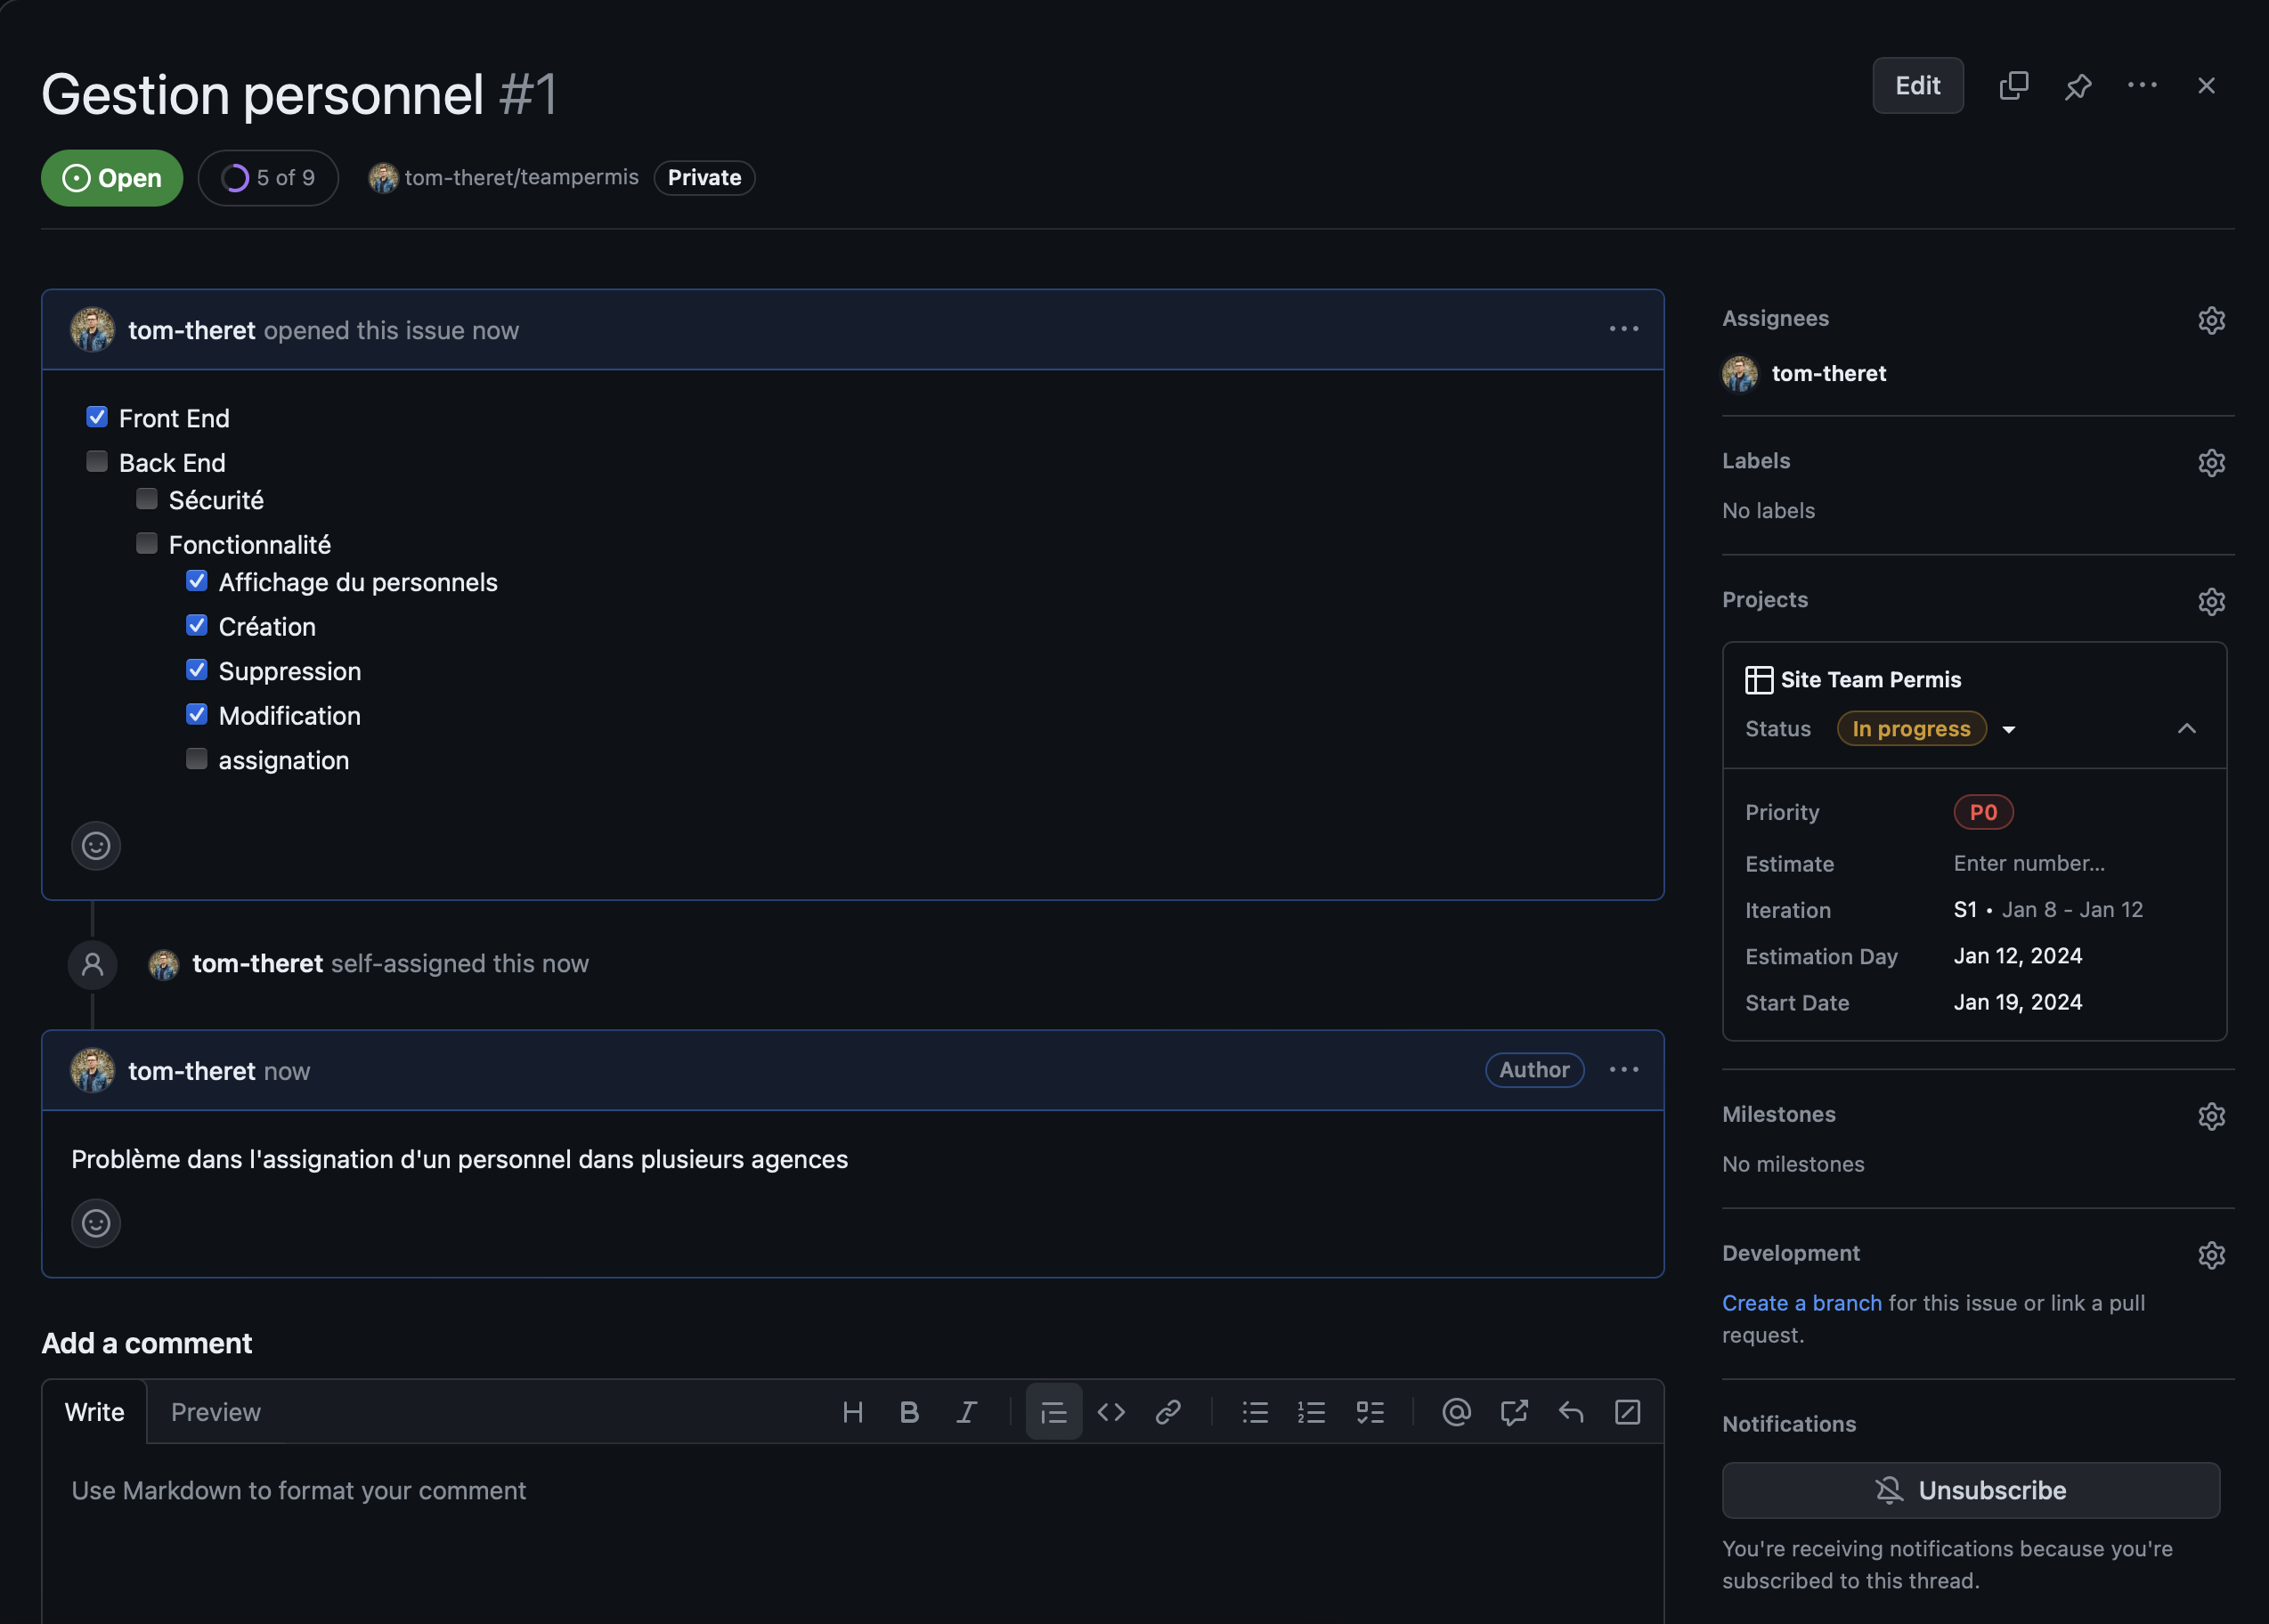 Gestion personnel #1
Edit
Open
5 of 9
tom-theret/teampermis
Private
tom-theret opened this issue now
Front End
Back End
Sécurité
Fonctionnalité
Affichage du personnels
Création
Suppression
Modification
assignation
tom-theret self-assigned this now
tom-theret now
Author
Problème dans l'assignation d'un personnel dans plusieurs agences
Add a comment
Write
Preview
Use Markdown to format your comment
Assignees
tom-theret
Labels
No labels
Projects
Site Team Permis
Status In progress
Priority P0
Estimate Enter number...
Iteration S1 • Jan 8 - Jan 12
Estimation Day Jan 12, 2024
Start Date Jan 19, 2024
Milestones
No milestones
Development
Create a branch for this issue or link a pull
request.
Notifications
Unsubscribe
You're receiving notifications because you're
subscribed to this thread.